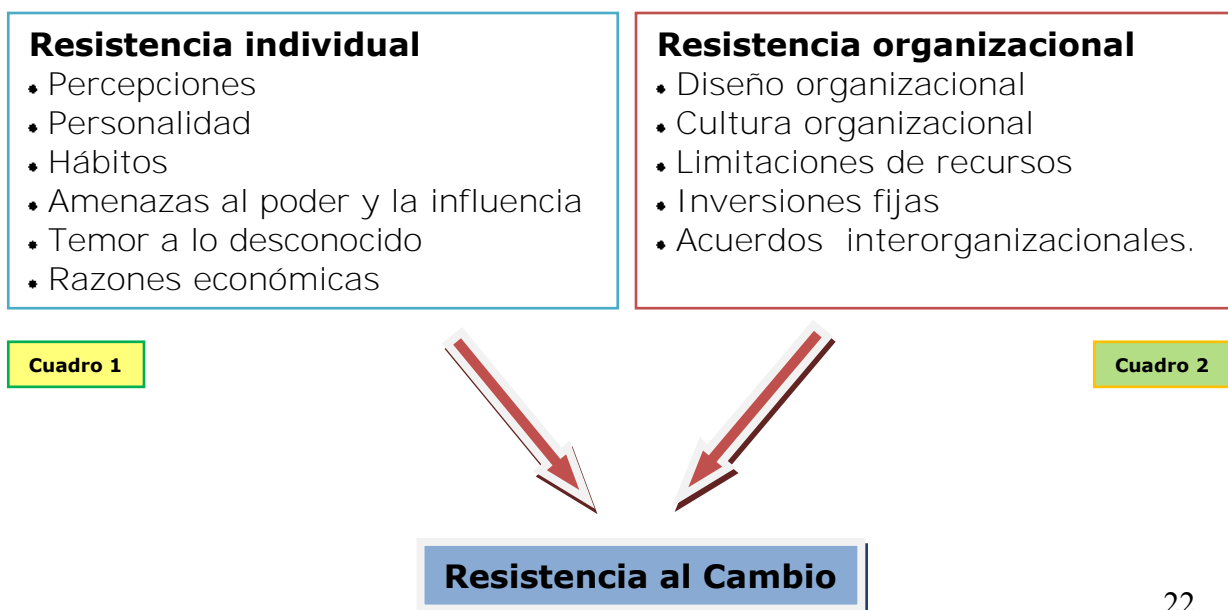 Resistencia individual
• Percepciones
• Personalidad
• Hábitos
• Amenazas al poder y la influencia
• Temor a lo desconocido
• Razones económicas
Resistencia organizacional
• Diseño organizacional
• Cultura organizacional
• Limitaciones de recursos
• Inversiones fijas
• Acuerdos interorganizacionales.
Cuadro 1
Cuadro 2
Resistencia al Cambio
22